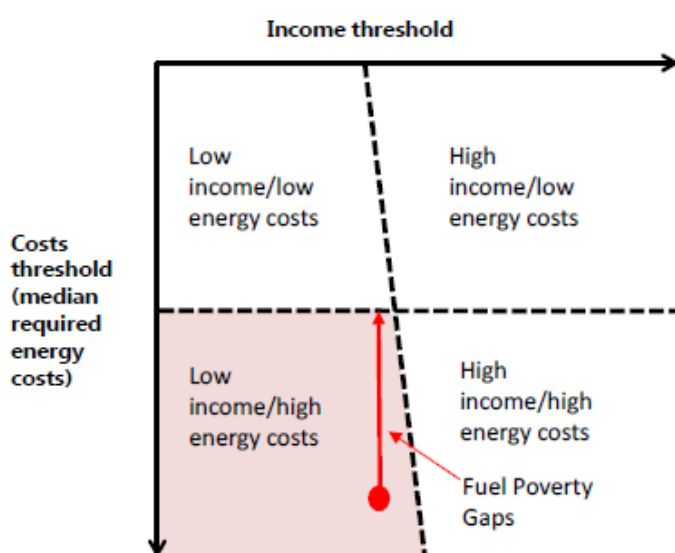 Income threshold
Low
income/low
energy costs
High
income/low
energy costs
Costs
threshold
(median
required
energy
costs)
Low
income/high
energy costs
High
income/high
energy costs
Fuel Poverty
Gaps